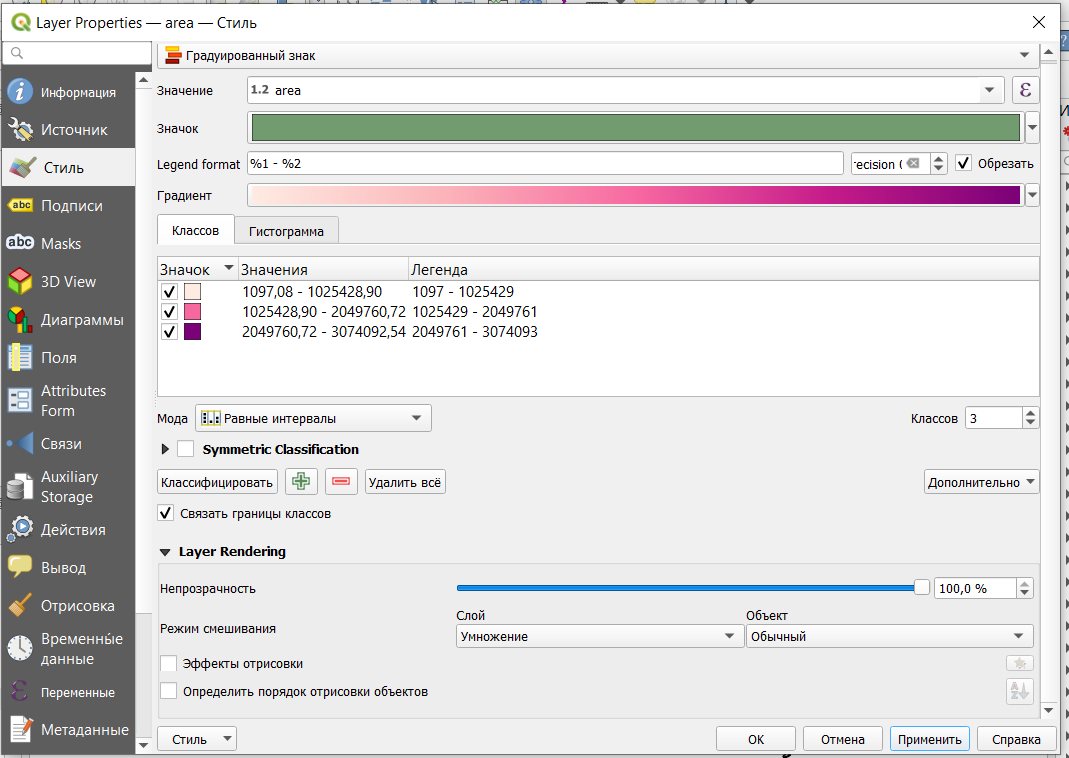 Layer Properties — area — Стиль
Информация
Источник
Стиль
Подписи
Masks
3D View
Диаграммы
Поля
Attributes
Form
Связи
Auxiliary
Storage
Действия
Вывод
Отрисовка
Временны́е
данные
Переменные
Метаданные
Градуированный знак
Значение 1.2 area ε
Значок
Legend format %1 - %2 Обрезать
Градиент
Классов Гистограмма
Значок Значения Легенда
1097,08 - 1025428,90 1097 - 1025429
1025428,90 - 2049760,72 1025429 - 2049761
2049760,72 - 3074092,54 2049761 - 3074093
Мода Равные интервалы Классов 3
Symmetric Classification
Классифицировать Удалить всё Дополнительно
Связать границы классов
Layer Rendering
Непрозрачность 100,0 %
Слой Объект
Режим смешивания Умножение Обычный
Эффекты отрисовки
Определить порядок отрисовки объектов
Стиль OK Отмена Применить Справка